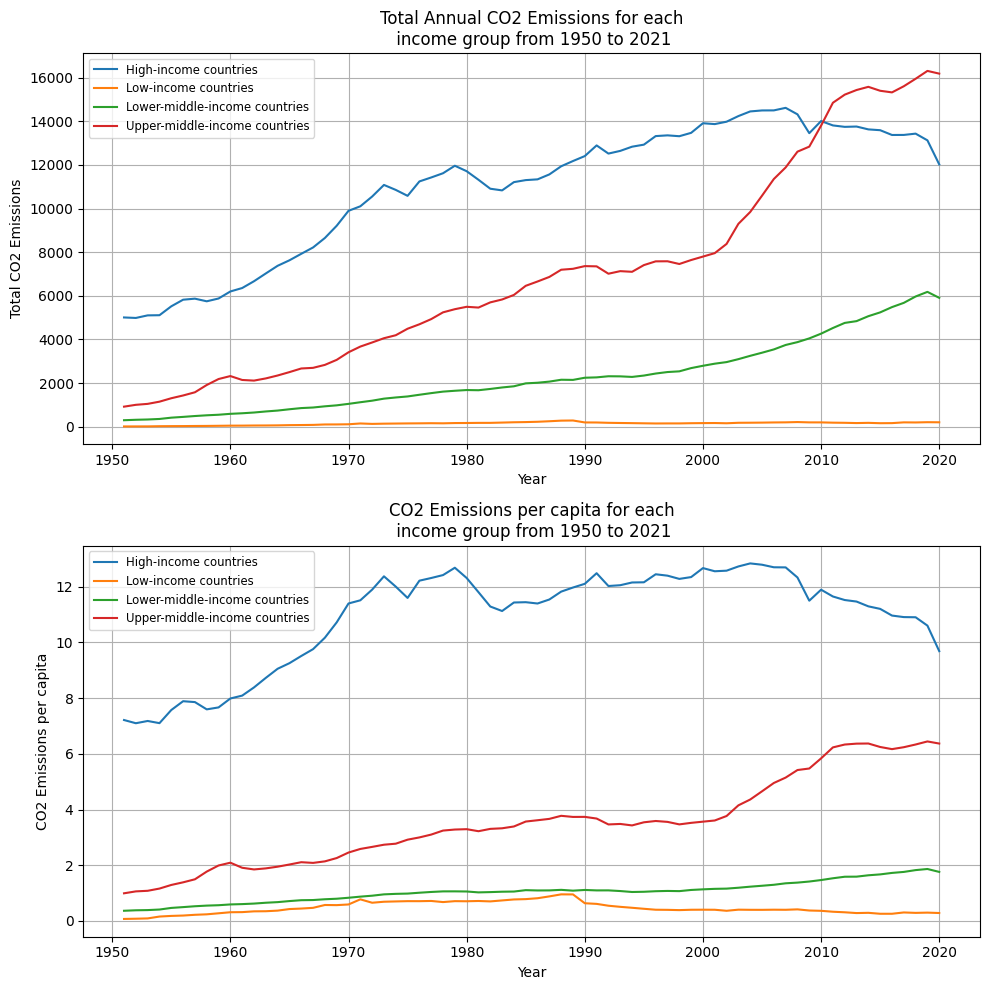 Total Annual CO2 Emissions for each
income group from 1950 to 2021
High-income countries
Low-income countries
Lower-middle-income countries
Upper-middle-income countries
Total CO2 Emissions
16000
14000
12000
10000
8000
6000
4000
2000
0
1950 1960 1970 1980 1990 2000 2010 2020
Year
CO2 Emissions per capita for each
income group from 1950 to 2021
High-income countries
Low-income countries
Lower-middle-income countries
Upper-middle-income countries
CO2 Emissions per capita
12
10
8
6
4
2
0
1950 1960 1970 1980 1990 2000 2010 2020
Year